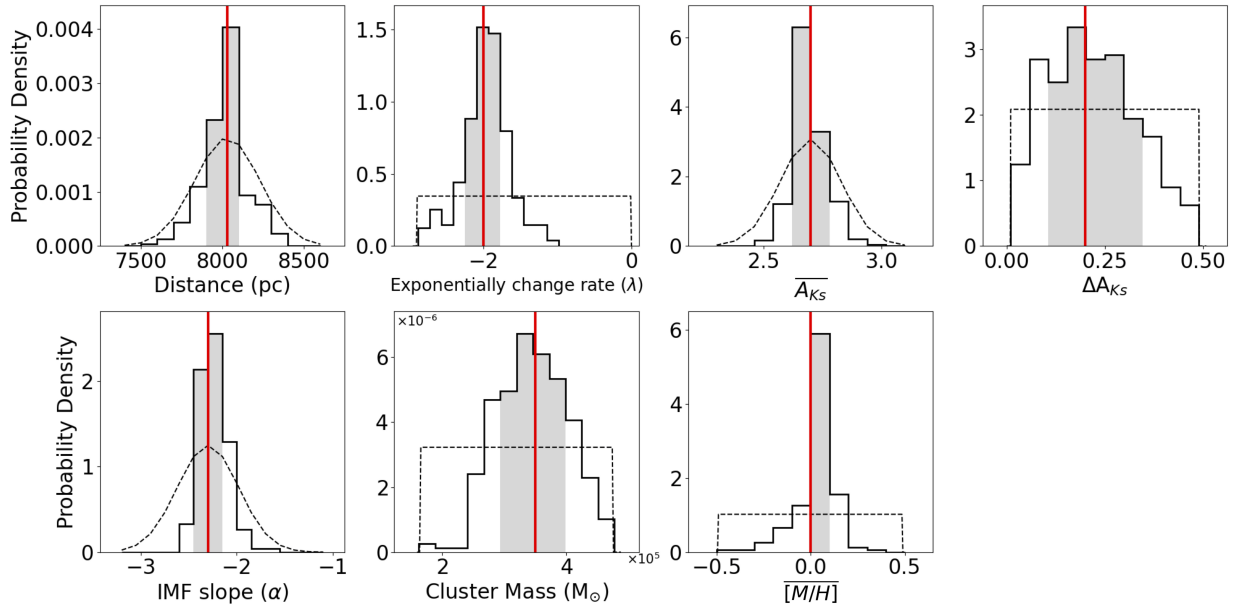 Probability Density
0.004
0.003
0.002
0.001
0.000
7500 8000 8500
Distance (pc)
1.5
1.0
0.5
0.0
−2 0
Exponentially change rate (λ)
6
4
2
0
2.5 3.0
$\overline{A_{Ks}}$
3
2
1
0
0.00 0.25 0.50
ΔA$_{Ks}$
Probability Density
2
1
0
−3 −2 −1
IMF slope (α)
×10⁻⁶
6
4
2
0
2 4
×10⁵
Cluster Mass (M$_{\odot}$)
6
4
2
0
−0.5 0.0 0.5
$\overline{[M/H]}$